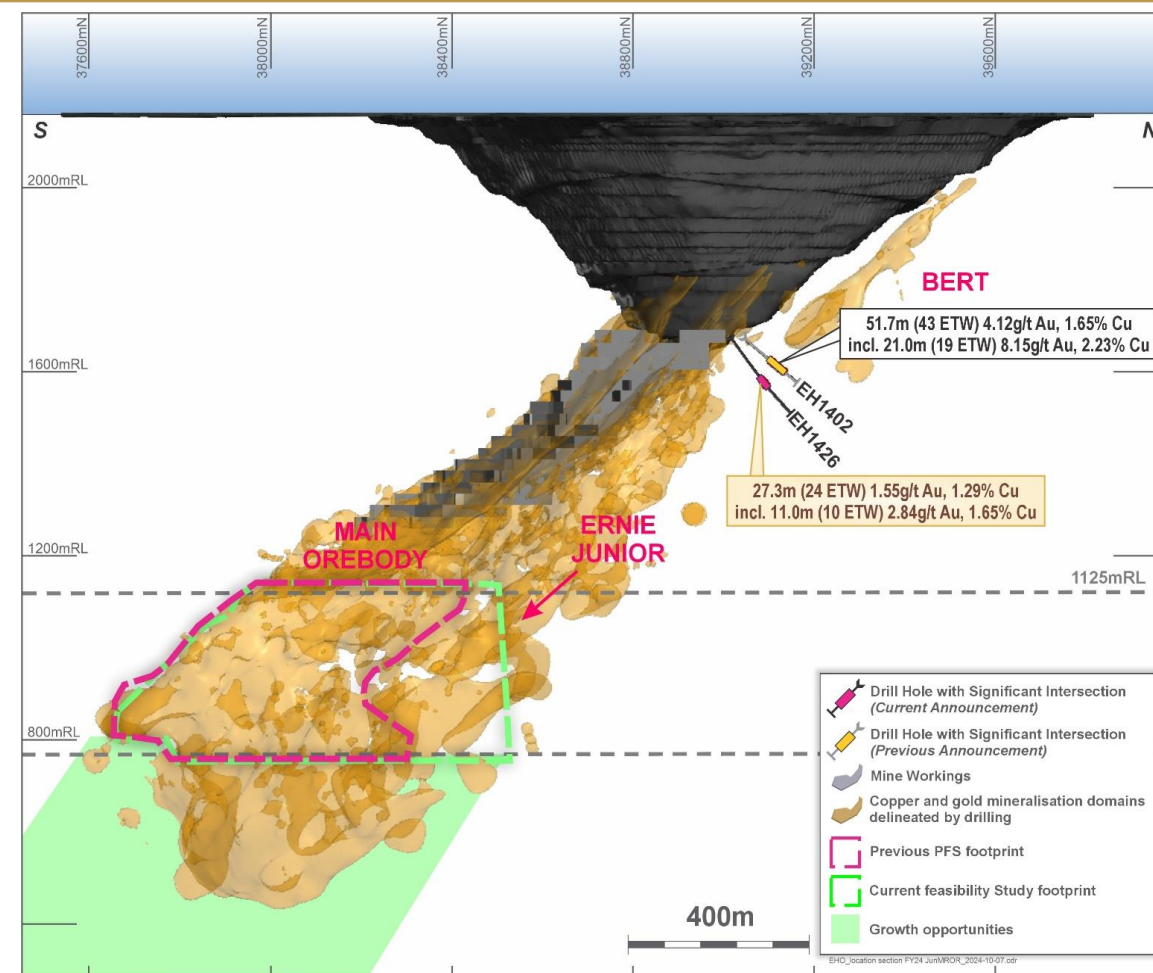 37600mN
38000mN
38400mN
38800mN
39200mN
39600mN
S
N
2000mRL
BERT
51.7m (43 ETW) 4.12g/t Au, 1.65% Cu
incl. 21.0m (19 ETW) 8.15g/t Au, 2.23% Cu
1600mRL
EH1402
EH1426
27.3m (24 ETW) 1.55g/t Au, 1.29% Cu
incl. 11.0m (10 ETW) 2.84g/t Au, 1.65% Cu
MAIN
OREBODY
ERNIE
JUNIOR
1200mRL
1125mRL
800mRL
Drill Hole with Significant Intersection
(Current Announcement)
Drill Hole with Significant Intersection
(Previous Announcement)
Mine Workings
Copper and gold mineralisation domains
delineated by drilling
Previous PFS footprint
Current feasibility Study footprint
Growth opportunities
400m
EHO_location section FY24 JunMROR_2024-10-07.cdr